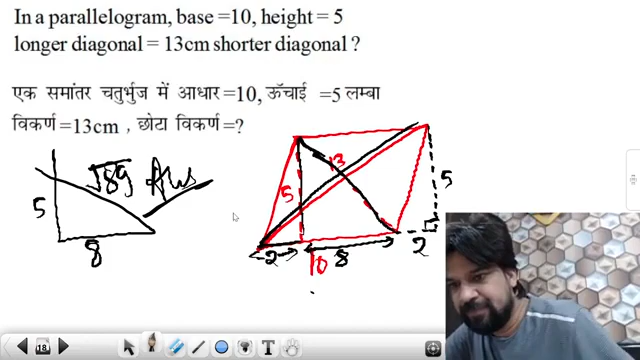 In a parallelogram, base =10, height = 5
longer diagonal = 13cm shorter diagonal ?
एक समांतर चतुर्भुज में आधार=10, ऊँचाई =5 लम्बा
विकर्ण=13cm , छोटा विकर्ण=?
√89 Ans
5
8
13
5
5
2
10
8
2
18